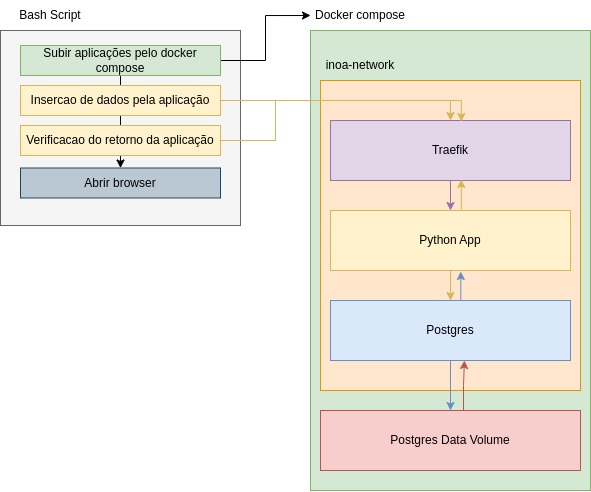 Bash Script
Docker compose
Subir aplicações pelo docker
compose
Insercao de dados pela aplicação
Verificacao do retorno da aplicação
Abrir browser
inoa-network
Traefik
Python App
Postgres
Postgres Data Volume